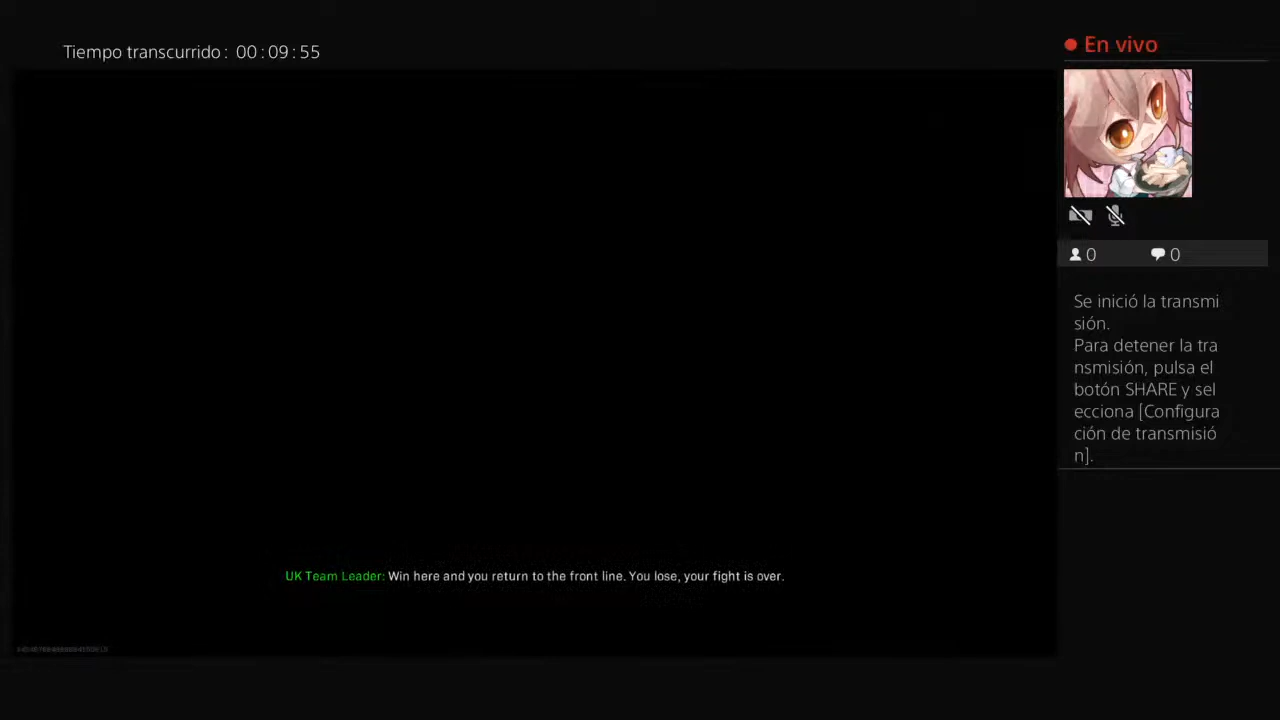 Tiempo transcurrido: 00:09:55
En vivo
0 0
Se inició la transmi
sión.
Para detener la tra
nsmisión, pulsa el
botón SHARE y sel
ecciona [Configura
ción de transmisió
n].
UK Team Leader: Win here and you return to the front line. You lose, your fight is over.